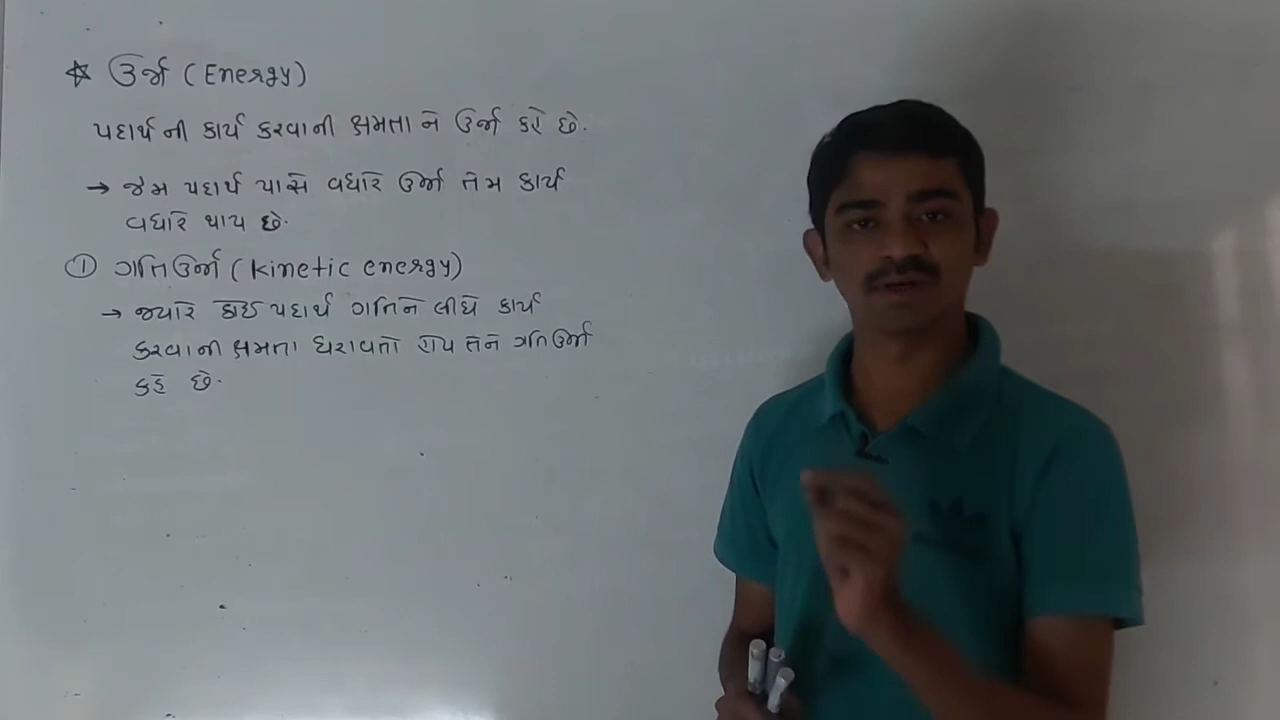 ☆ ઉર્જા (Energy)
પદાર્થ ની કાર્ય કરવાની ક્ષમતા ને ઉર્જા કહે છે.
→ જેમ પદાર્થ પાસે વધારે ઉર્જા તેમ કાર્ય
વધારે થાય છે.
① ગતિઉર્જા (kinetic energy)
→ જ્યારે કોઈ પદાર્થ ગતિને લીધે કાર્ય
કરવાની ક્ષમતા ધરાવતો હોય તેને ગતિઉર્જા
કહે છે.